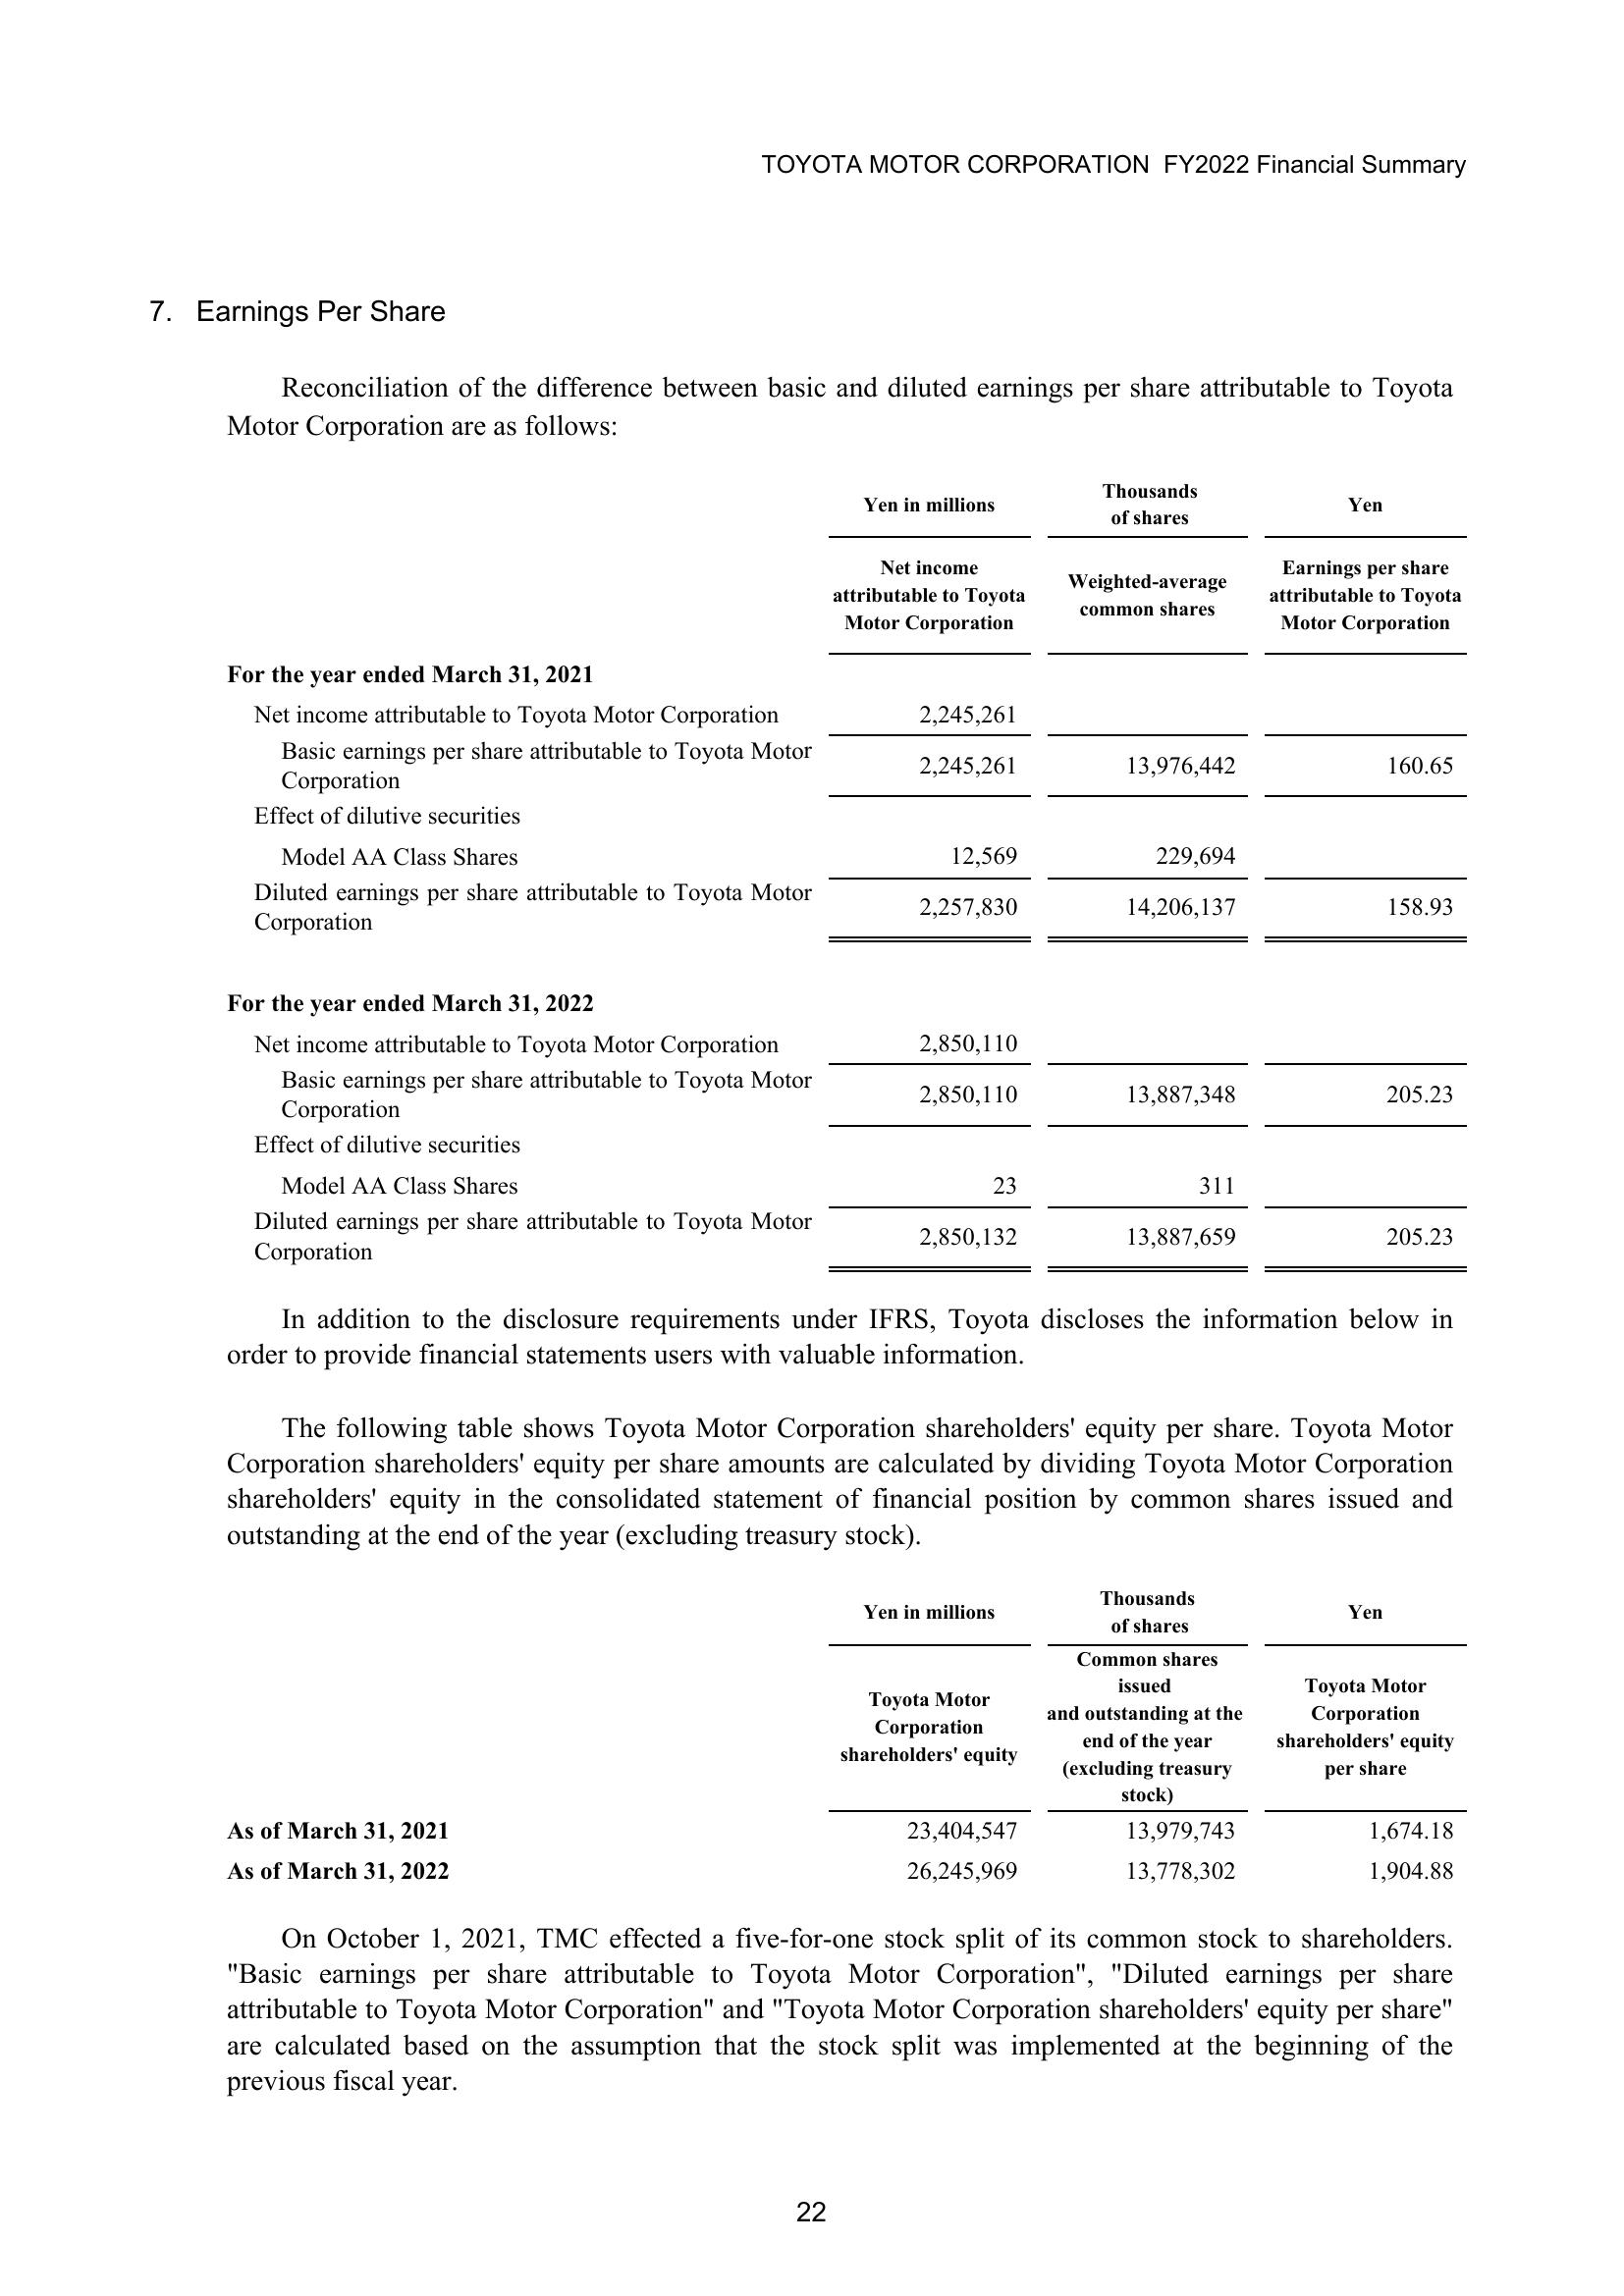 TOYOTA MOTOR CORPORATION FY2022 Financial Summary
7. Earnings Per Share
Reconciliation of the difference between basic and diluted earnings per share attributable to Toyota
Motor Corporation are as follows:
Yen in millions Thousands of shares Yen
Net income attributable to Toyota Motor Corporation Weighted-average common shares Earnings per share attributable to Toyota Motor Corporation
For the year ended March 31, 2021
Net income attributable to Toyota Motor Corporation 2,245,261
Basic earnings per share attributable to Toyota Motor
Corporation 2,245,261 13,976,442 160.65
Effect of dilutive securities
Model AA Class Shares 12,569 229,694
Diluted earnings per share attributable to Toyota Motor
Corporation 2,257,830 14,206,137 158.93
For the year ended March 31, 2022
Net income attributable to Toyota Motor Corporation 2,850,110
Basic earnings per share attributable to Toyota Motor
Corporation 2,850,110 13,887,348 205.23
Effect of dilutive securities
Model AA Class Shares 23 311
Diluted earnings per share attributable to Toyota Motor
Corporation 2,850,132 13,887,659 205.23
In addition to the disclosure requirements under IFRS, Toyota discloses the information below in
order to provide financial statements users with valuable information.
The following table shows Toyota Motor Corporation shareholders' equity per share. Toyota Motor
Corporation shareholders' equity per share amounts are calculated by dividing Toyota Motor Corporation
shareholders' equity in the consolidated statement of financial position by common shares issued and
outstanding at the end of the year (excluding treasury stock).
Yen in millions Thousands of shares Yen
Toyota Motor Corporation shareholders' equity Common shares issued and outstanding at the end of the year (excluding treasury stock) Toyota Motor Corporation shareholders' equity per share
As of March 31, 2021 23,404,547 13,979,743 1,674.18
As of March 31, 2022 26,245,969 13,778,302 1,904.88
On October 1, 2021, TMC effected a five-for-one stock split of its common stock to shareholders.
"Basic earnings per share attributable to Toyota Motor Corporation", "Diluted earnings per share
attributable to Toyota Motor Corporation" and "Toyota Motor Corporation shareholders' equity per share"
are calculated based on the assumption that the stock split was implemented at the beginning of the
previous fiscal year.
22